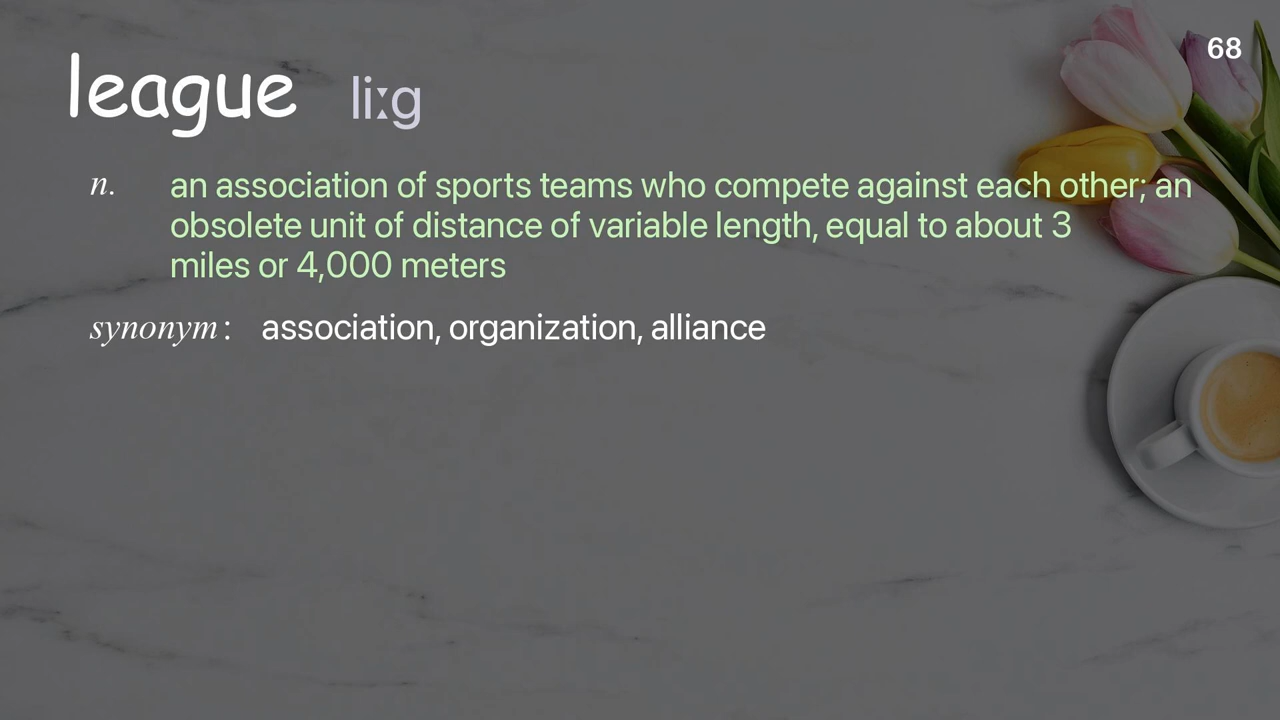 68
league liːg
n. an association of sports teams who compete against each other; an
obsolete unit of distance of variable length, equal to about 3
miles or 4,000 meters
synonym: association, organization, alliance